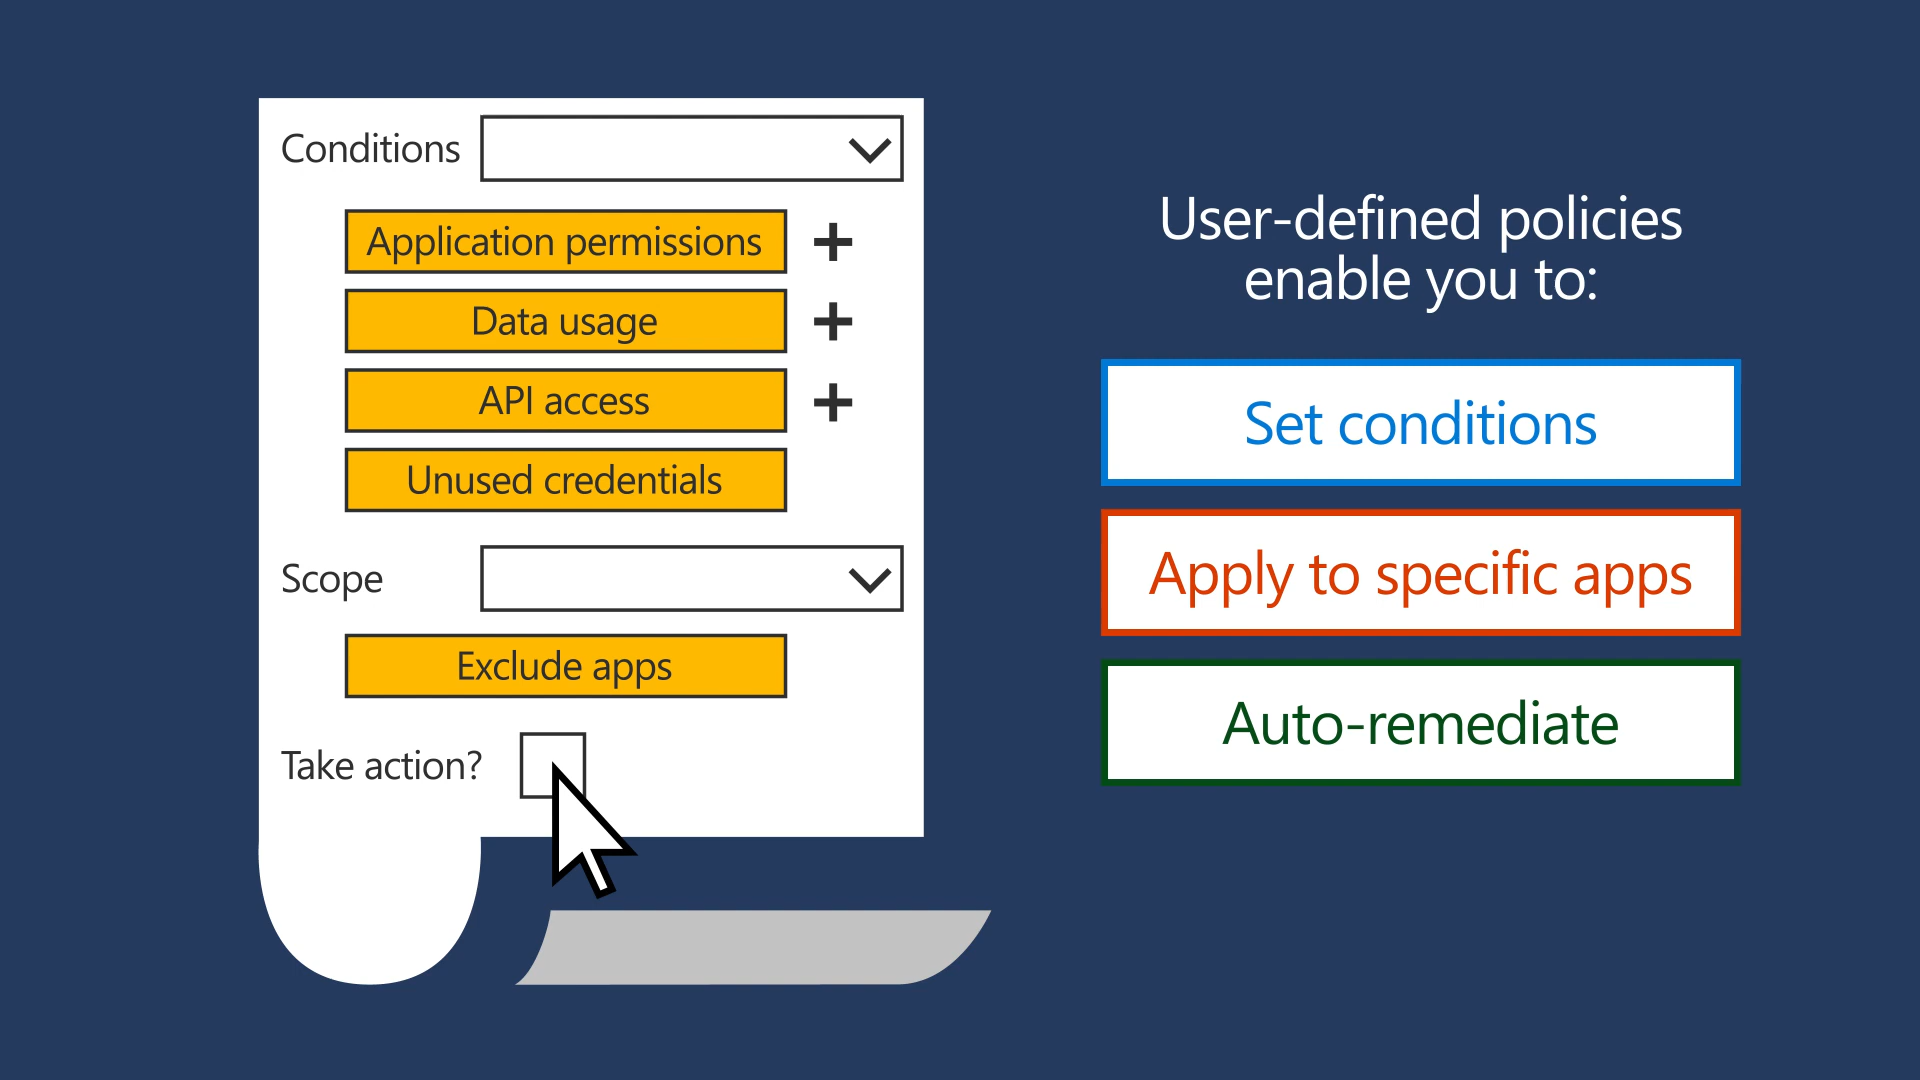 Conditions
Application permissions
Data usage
API access
Unused credentials
Scope
Exclude apps
Take action?
User-defined policies
enable you to:
Set conditions
Apply to specific apps
Auto-remediate